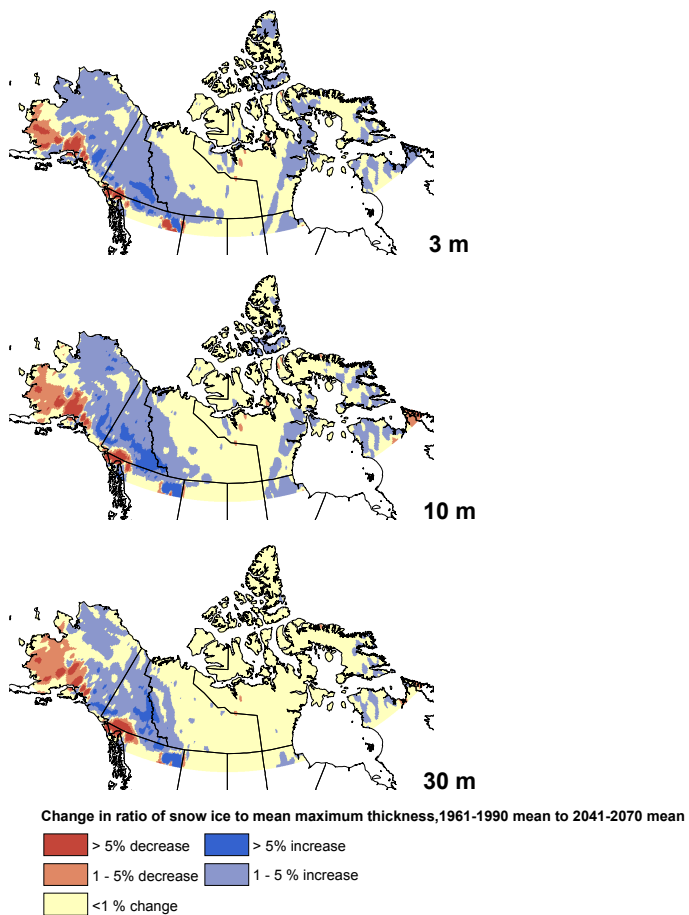 3 m
10 m
30 m
Change in ratio of snow ice to mean maximum thickness,1961-1990 mean to 2041-2070 mean
> 5% decrease > 5% increase
1 - 5% decrease 1 - 5 % increase
<1 % change